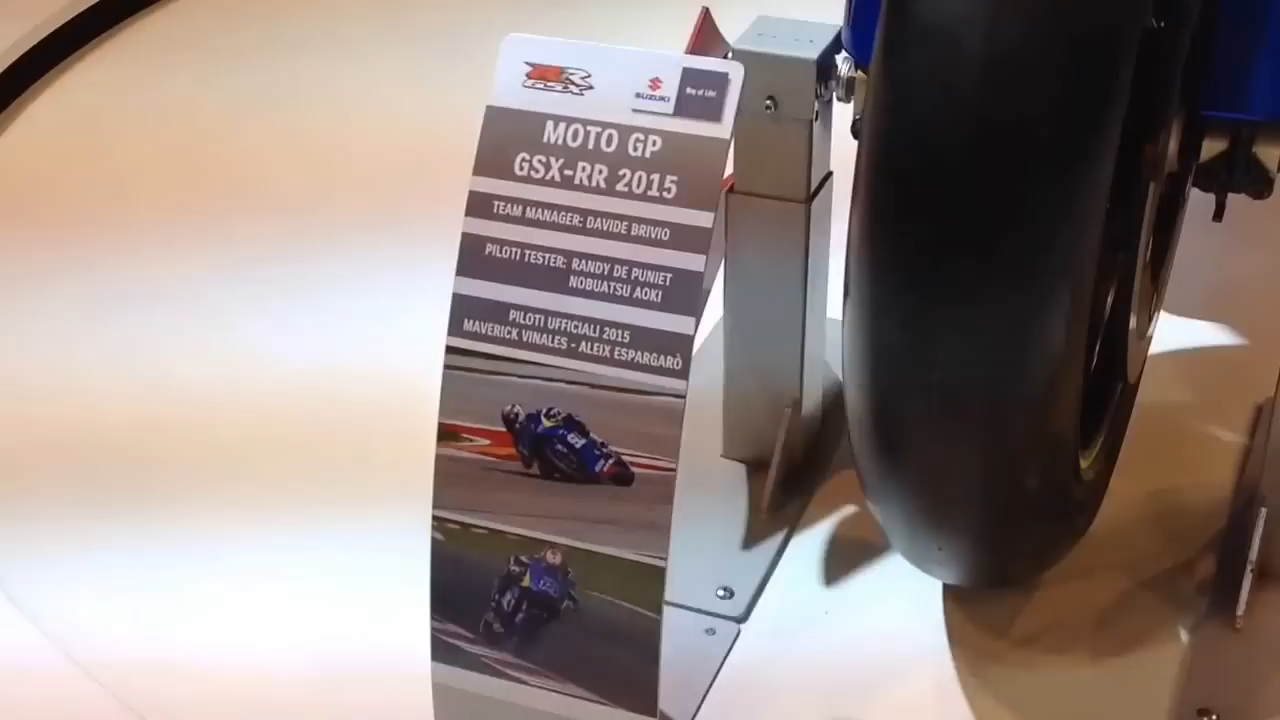 RR
GSX
SUZUKI
Way of Life!
MOTO GP
GSX-RR 2015
TEAM MANAGER: DAVIDE BRIVIO
PILOTI TESTER: RANDY DE PUNIET
NOBUATSU AOKI
PILOTI UFFICIALI 2015
MAVERICK VINALES - ALEIX ESPARGARÒ